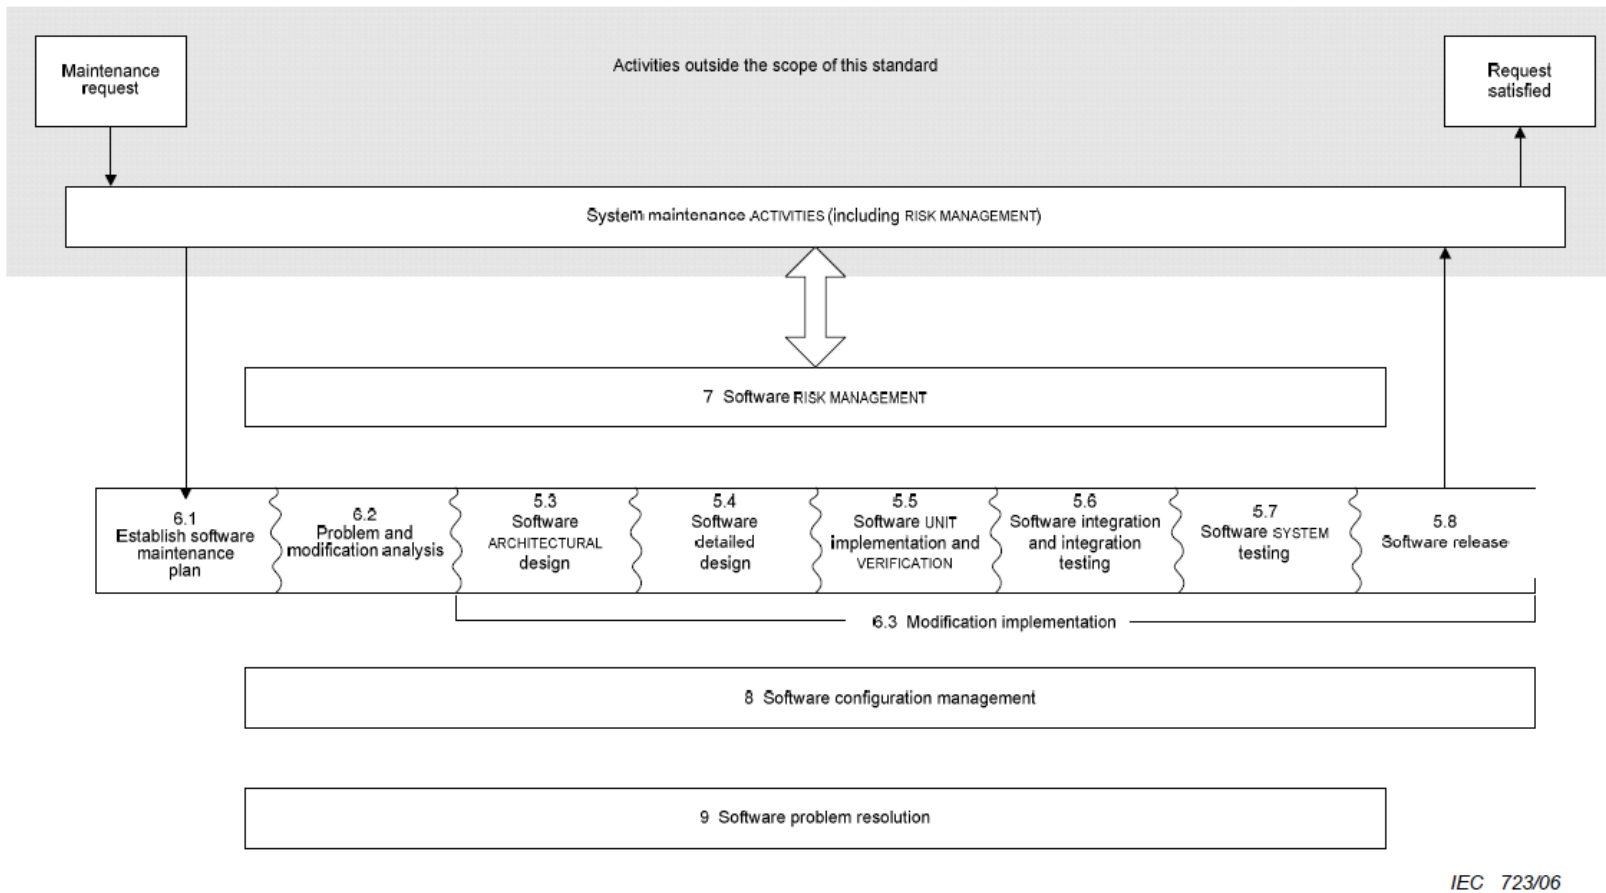 Maintenance
request
Activities outside the scope of this standard
Request
satisfied
System maintenance ACTIVITIES (including RISK MANAGEMENT)
7 Software RISK MANAGEMENT
6.1
Establish software
maintenance
plan
6.2
Problem and
modification analysis
5.3
Software
ARCHITECTURAL
design
5.4
Software
detailed
design
5.5
Software UNIT
implementation and
VERIFICATION
5.6
Software integration
and integration
testing
5.7
Software SYSTEM
testing
5.8
Software release
6.3 Modification implementation
8 Software configuration management
9 Software problem resolution
IEC 723/06